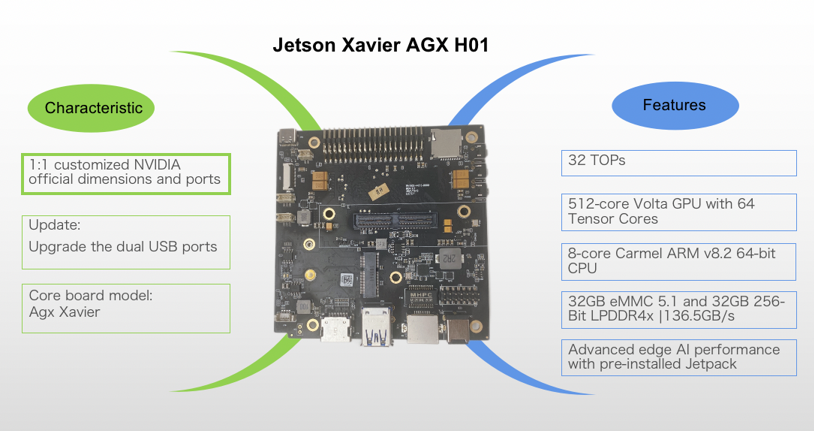 Jetson Xavier AGX H01
Characteristic
1:1 customized NVIDIA
official dimensions and ports
Update:
Upgrade the dual USB ports
Core board model:
Agx Xavier
Features
32 TOPs
512-core Volta GPU with 64
Tensor Cores
8-core Carmel ARM v8.2 64-bit
CPU
32GB eMMC 5.1 and 32GB 256-
Bit LPDDR4x |136.5GB/s
Advanced edge AI performance
with pre-installed Jetpack